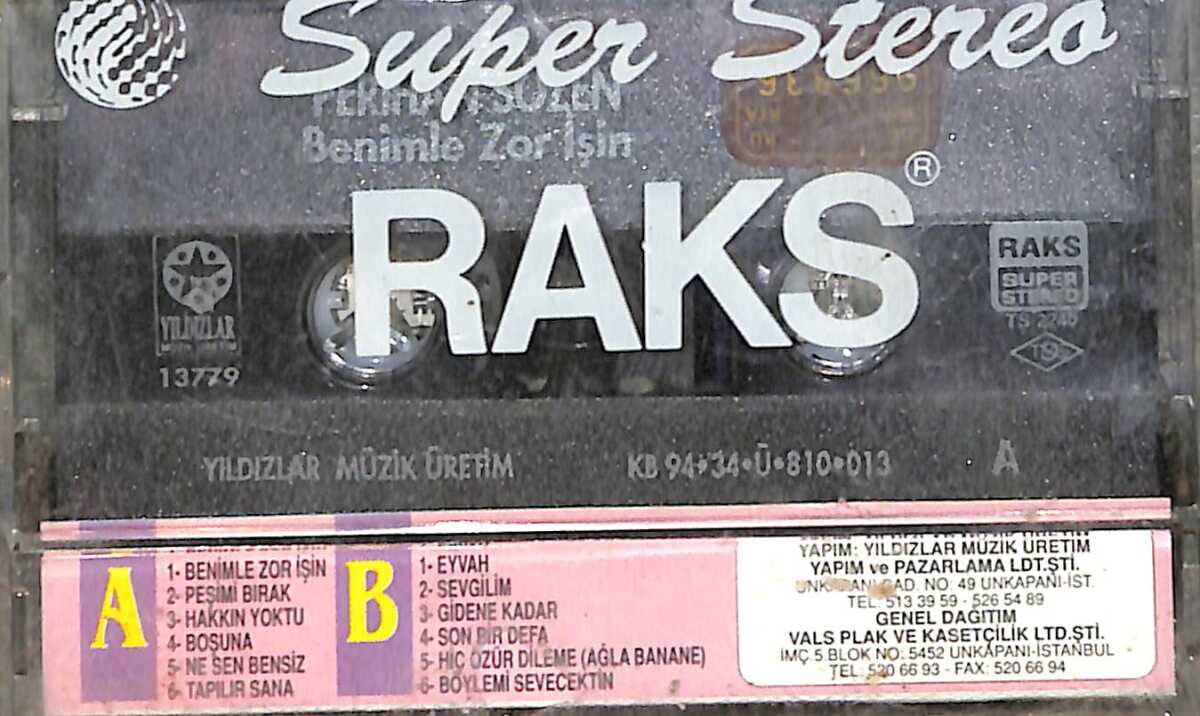 Super Stereo
SÖZEN
Benimle Zor İşin
RAKS®
YILDIZLAR
13779
RAKS
SUPER
STEREO
YILDIZLAR MÜZİK ÜRETİM
KB 94•34•Ü•810•013
A
A
1- BENİMLE ZOR İŞİN
2- PEŞİMİ BIRAK
3- HAKKIN YOKTU
4- BOŞUNA
5- NE SEN BENSİZ
6- TAPILIR SANA
B
1- EYVAH
2- SEVGİLİM
3- GİDENE KADAR
4- SON BİR DEFA
5- HİÇ ÖZÜR DİLEME (AĞLA BANANE)
6- BÖYLEMİ SEVECEKTİN
YAPIM: YILDIZLAR MÜZİK ÜRETİM
YAPIM ve PAZARLAMA LDT.ŞTİ.
CAD. NO: 49 UNKAPANI-İST.
TEL: 513 39 59 - 526 54 89
GENEL DAĞITIM
VALS PLAK VE KASETÇİLİK LTD.ŞTİ.
İMÇ 5.BLOK NO: 5452 UNKAPANI-İSTANBUL
TEL: 520 66 93 - FAX: 520 66 94